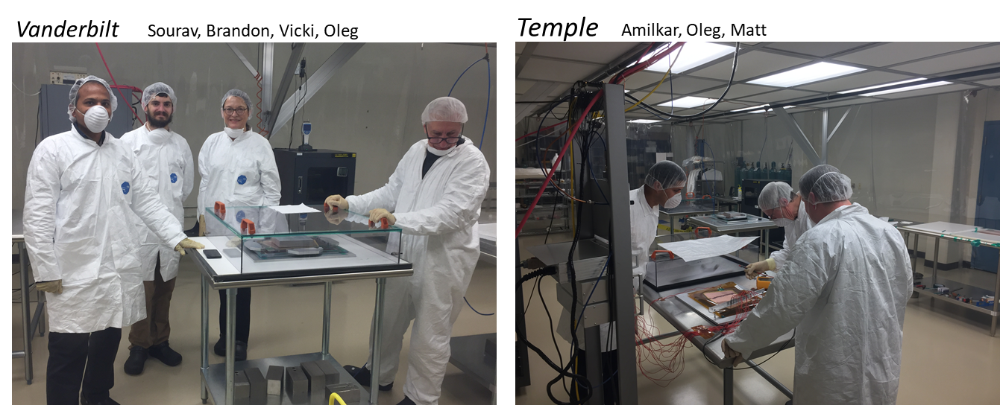 Vanderbilt Sourav, Brandon, Vicki, Oleg
Temple Amilkar, Oleg, Matt